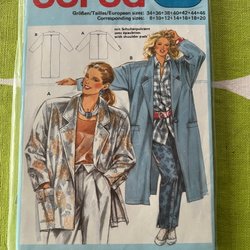 burda
Größen/Tailles/European sizes: 34+36+38+40+42+44+46
Corresponding sizes: 8+10+12+14+16+18+20
B
A
mit Schulterpolstern
avec épaulettes
with shoulder pads
A
B